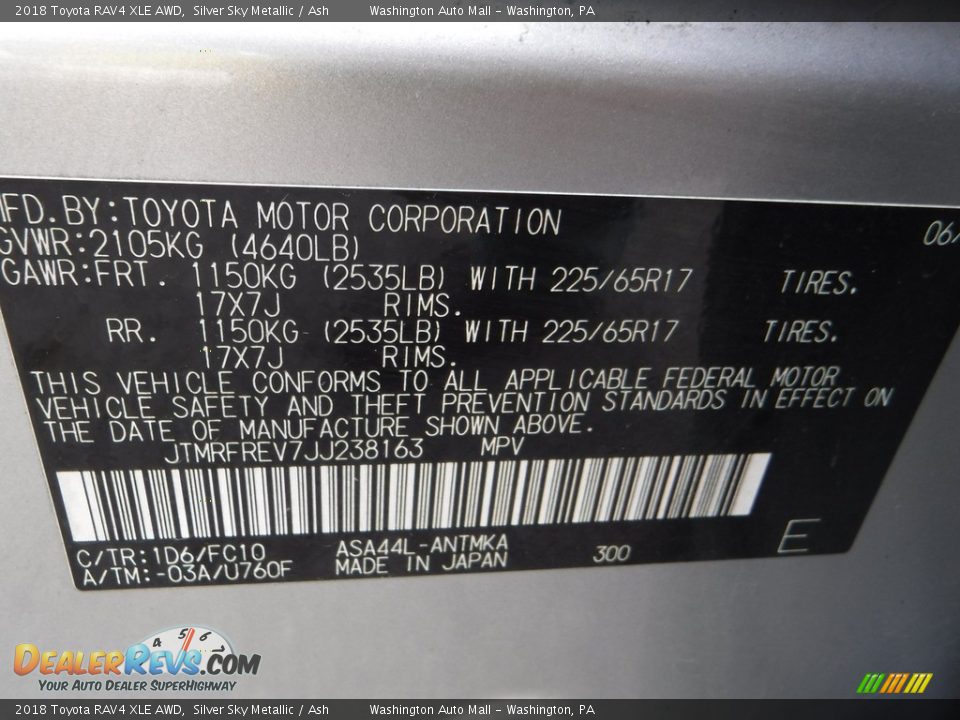 2018 Toyota RAV4 XLE AWD, Silver Sky Metallic / Ash Washington Auto Mall - Washington, PA
MFD. BY:TOYOTA MOTOR CORPORATION 06/
GVWR:2105KG (4640LB)
GAWR:FRT. 1150KG (2535LB) WITH 225/65R17 TIRES.
17X7J RIMS.
RR. 1150KG (2535LB) WITH 225/65R17 TIRES.
17X7J RIMS.
THIS VEHICLE CONFORMS TO ALL APPLICABLE FEDERAL MOTOR
VEHICLE SAFETY AND THEFT PREVENTION STANDARDS IN EFFECT ON
THE DATE OF MANUFACTURE SHOWN ABOVE.
JTMRFREV7JJ238163 MPV
C/TR:1D6/FC10 ASA44L-ANTMKA 300 E
A/TM:-03A/U760F MADE IN JAPAN
4 5 6
DEALERREVS.COM
YOUR AUTO DEALER SUPERHIGHWAY
2018 Toyota RAV4 XLE AWD, Silver Sky Metallic / Ash Washington Auto Mall - Washington, PA